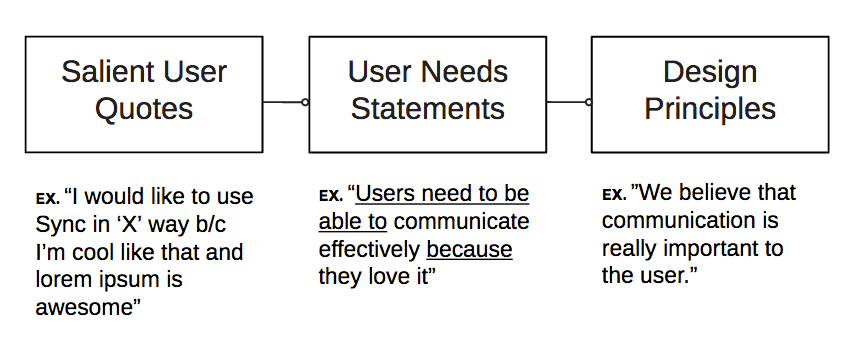 Salient User
Quotes
User Needs
Statements
Design
Principles
EX. “I would like to use
Sync in ‘X’ way b/c
I’m cool like that and
lorem ipsum is
awesome”
EX. “Users need to be
able to communicate
effectively because
they love it”
EX. ”We believe that
communication is
really important to
the user.”